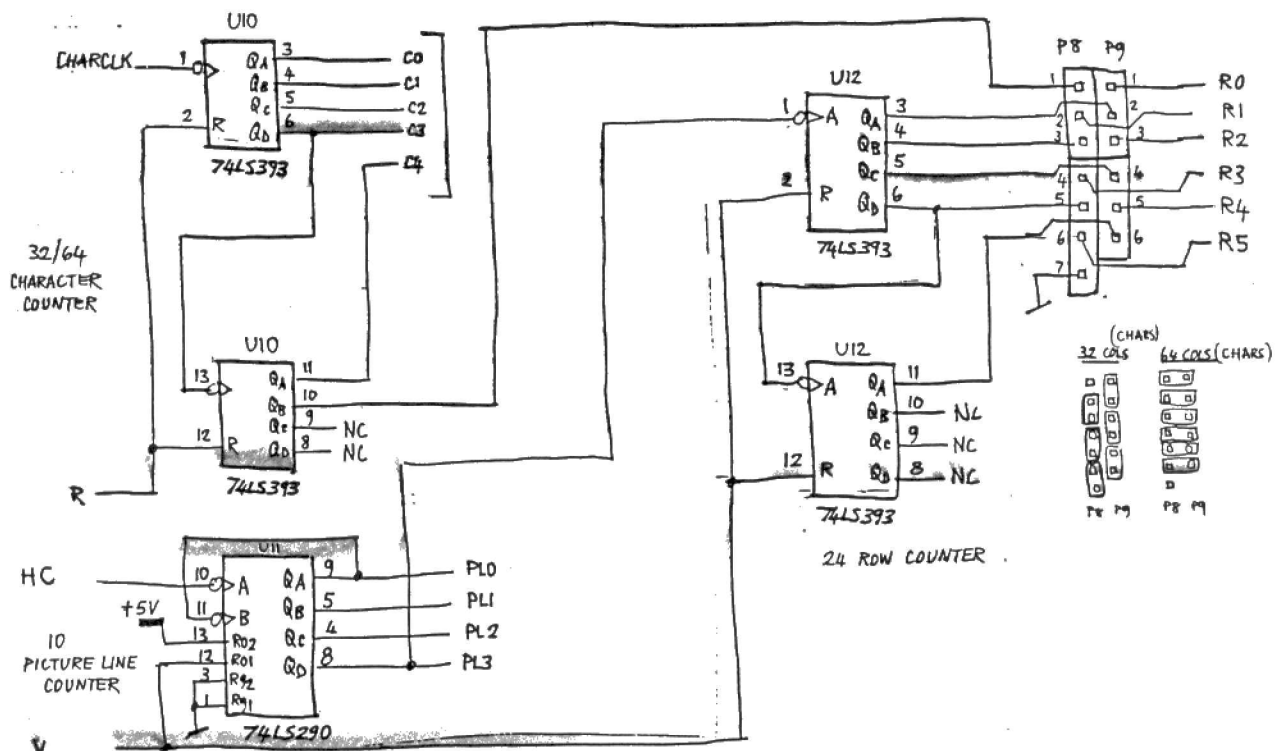 U10
CHARCLK
1
2
R
QA
QB
QC
QD
3
4
5
6
C0
C1
C2
C3
C4
74LS393
32/64
CHARACTER
COUNTER
U10
13
12
R
QA
QB
QC
QD
11
10
9
8
NC
NC
74LS393
R
U11
HC
10
A
11
B
+5V
13
R02
12
R01
3
R92
1
R91
QA
QB
QC
QD
9
5
4
8
PL0
PL1
PL2
PL3
74LS290
10
PICTURE LINE
COUNTER
V
U12
1
A
2
R
QA
QB
QC
QD
3
4
5
6
74LS393
U12
13
A
12
R
QA
QB
QC
QD
11
10
9
8
NC
NC
NC
74LS393
24 ROW COUNTER
P8 P9
1 1 R0
2 2 R1
3 3 R2
4 4 R3
5 5 R4
6 6 R5
7
(CHARS)
32 COLS
64 COLS (CHARS)
P8 P9
P8 P9